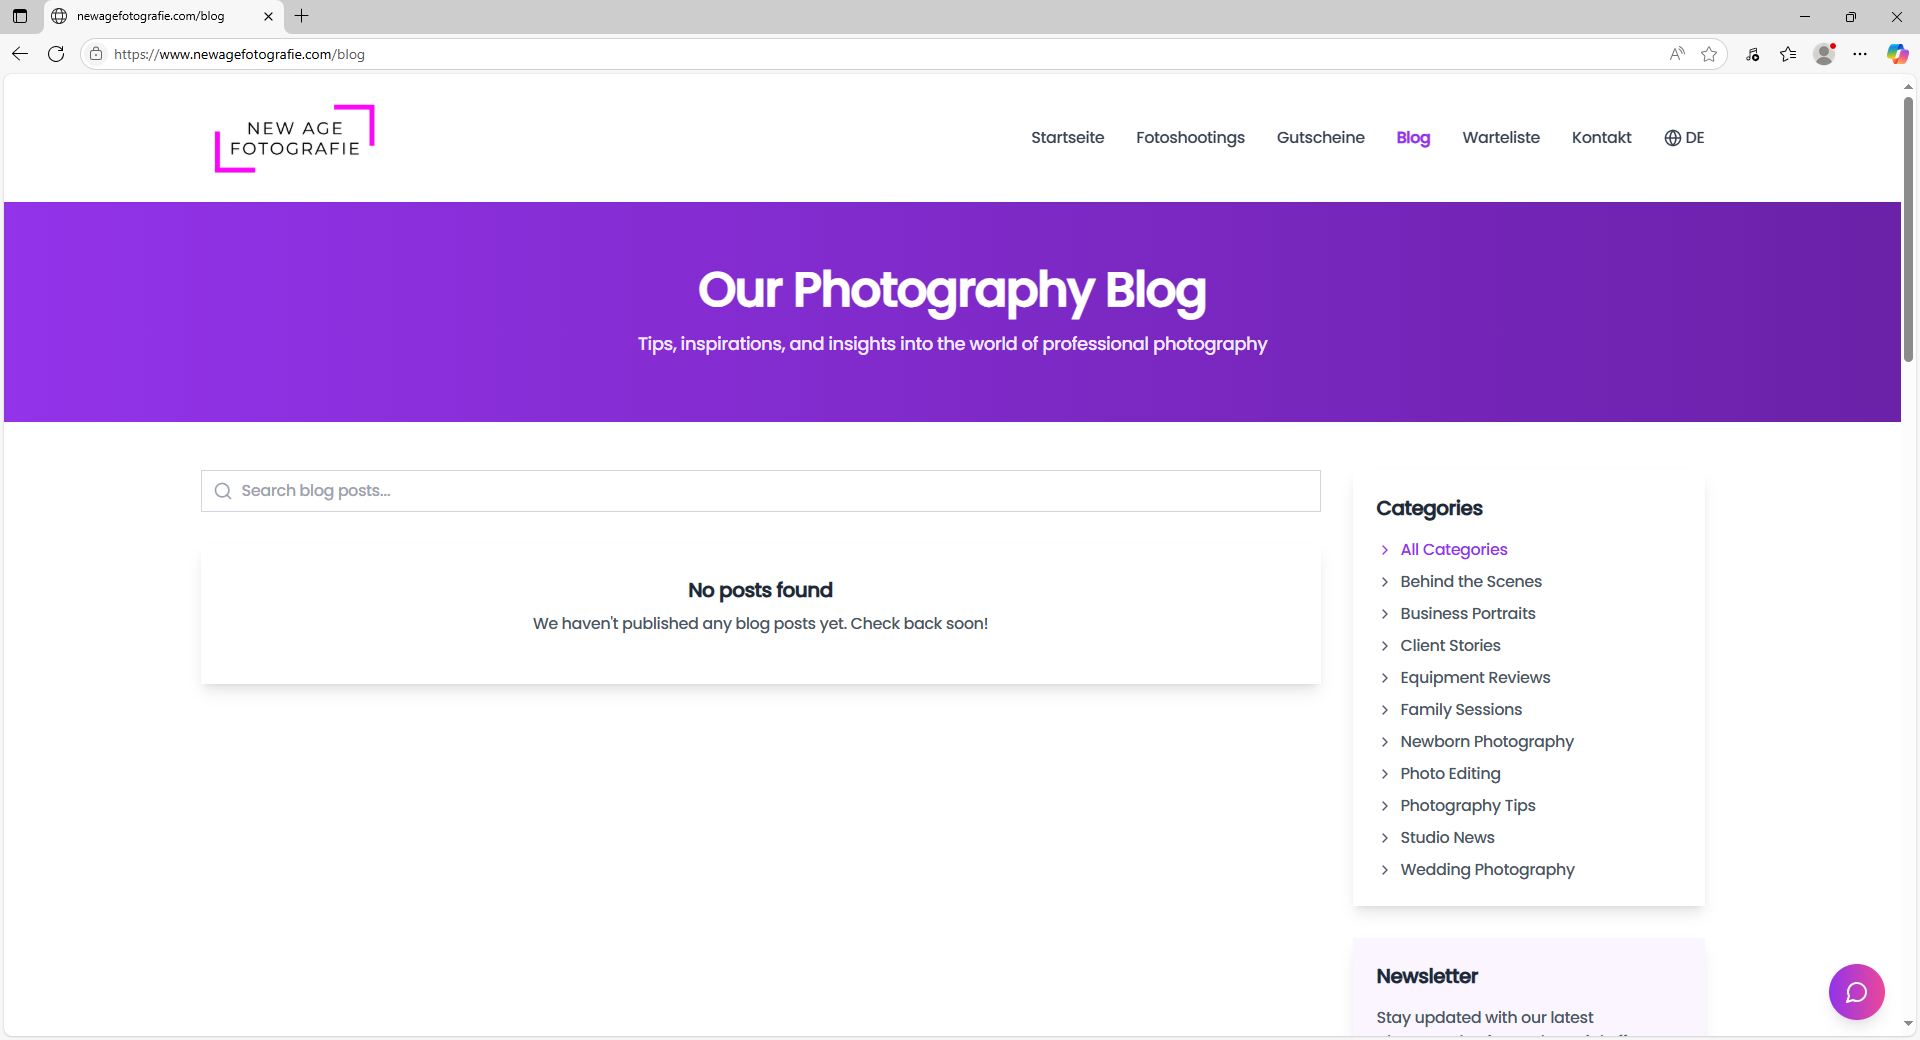 newagefotografie.com/blog
https://www.newagefotografie.com/blog
NEW AGE
FOTOGRAFIE
Startseite
Fotoshootings
Gutscheine
Blog
Warteliste
Kontakt
DE
Our Photography Blog
Tips, inspirations, and insights into the world of professional photography
Search blog posts...
No posts found
We haven't published any blog posts yet. Check back soon!
Categories
All Categories
Behind the Scenes
Business Portraits
Client Stories
Equipment Reviews
Family Sessions
Newborn Photography
Photo Editing
Photography Tips
Studio News
Wedding Photography
Newsletter
Stay updated with our latest